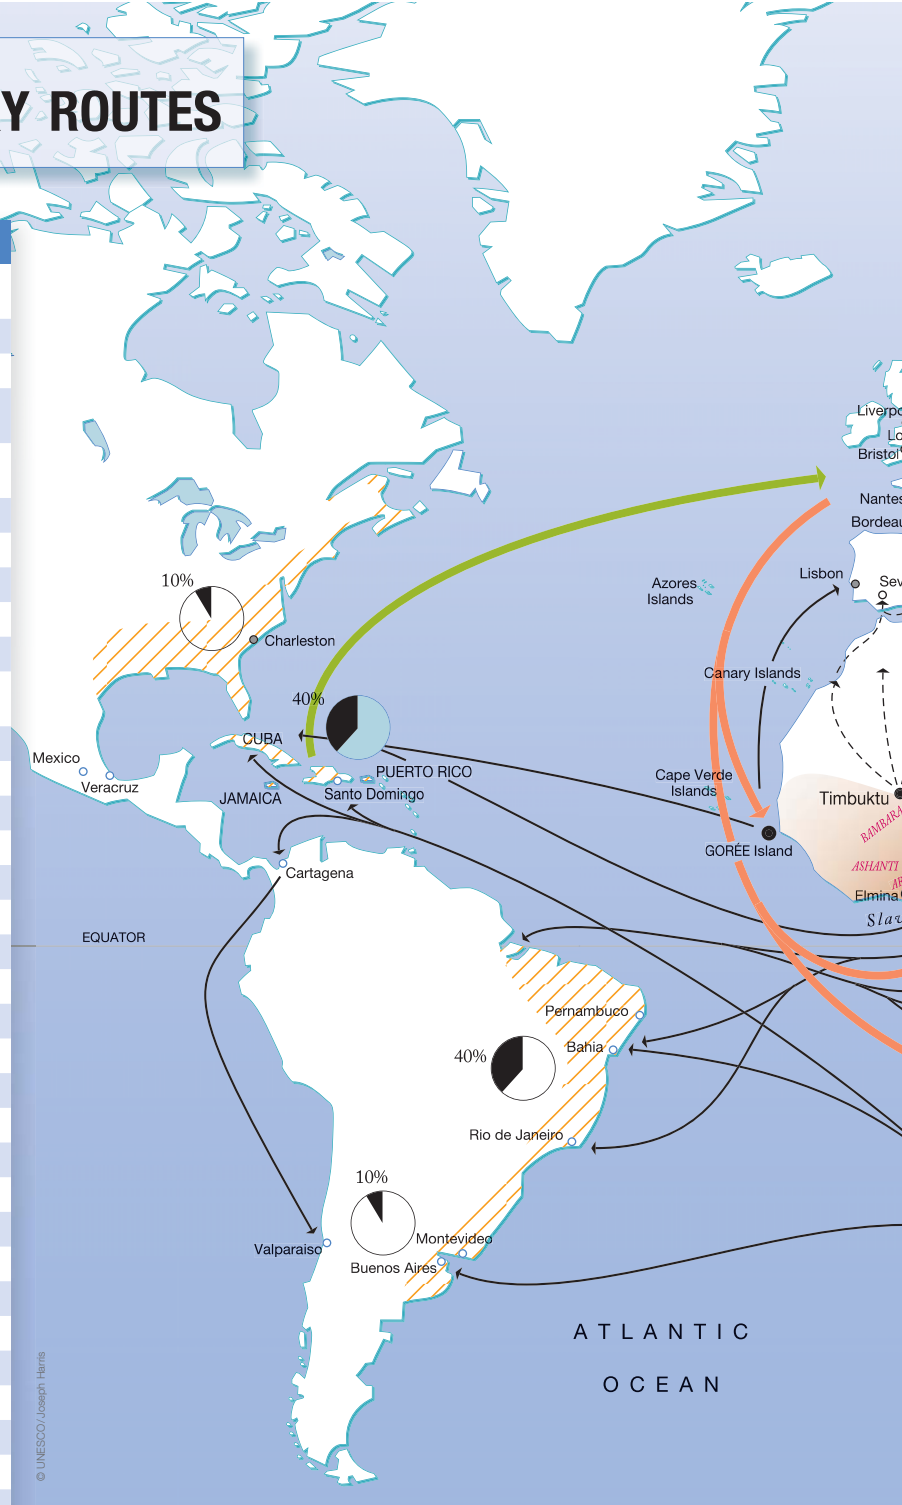 Y ROUTES
Liverpo
Lo
Bristol
Nantes
Bordeau
Lisbon
Sev
Azores
Islands
10%
Charleston
Canary Islands
40%
CUBA
Mexico
Veracruz
PUERTO RICO
JAMAICA
Santo Domingo
Cape Verde
Islands
Timbuktu
BAMBARA
GORÉE Island
ASHANTI
Cartagena
Elmina
Slav
EQUATOR
Pernambuco
Bahia
40%
Rio de Janeiro
10%
Montevideo
Valparaiso
Buenos Aires
ATLANTIC
OCEAN
© UNESCO/Joseph Harris